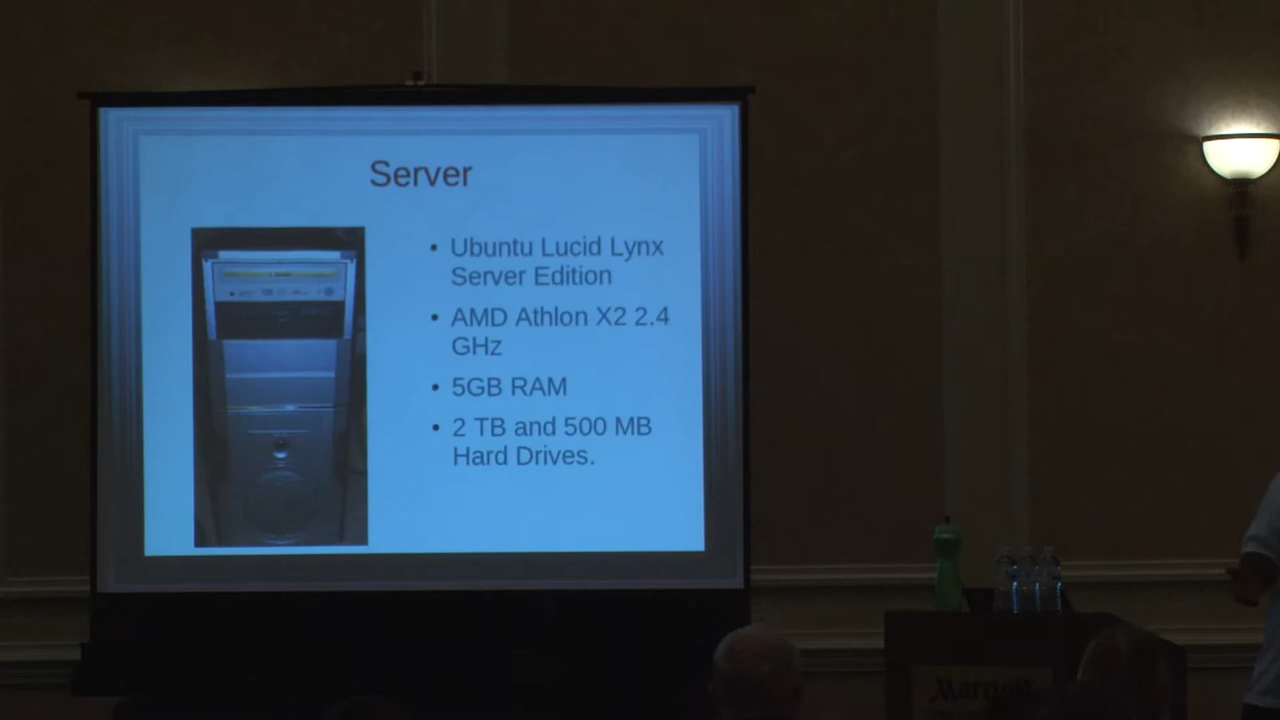 Server
• Ubuntu Lucid Lynx
Server Edition
• AMD Athlon X2 2.4
GHz
• 5GB RAM
• 2 TB and 500 MB
Hard Drives.
Marriott